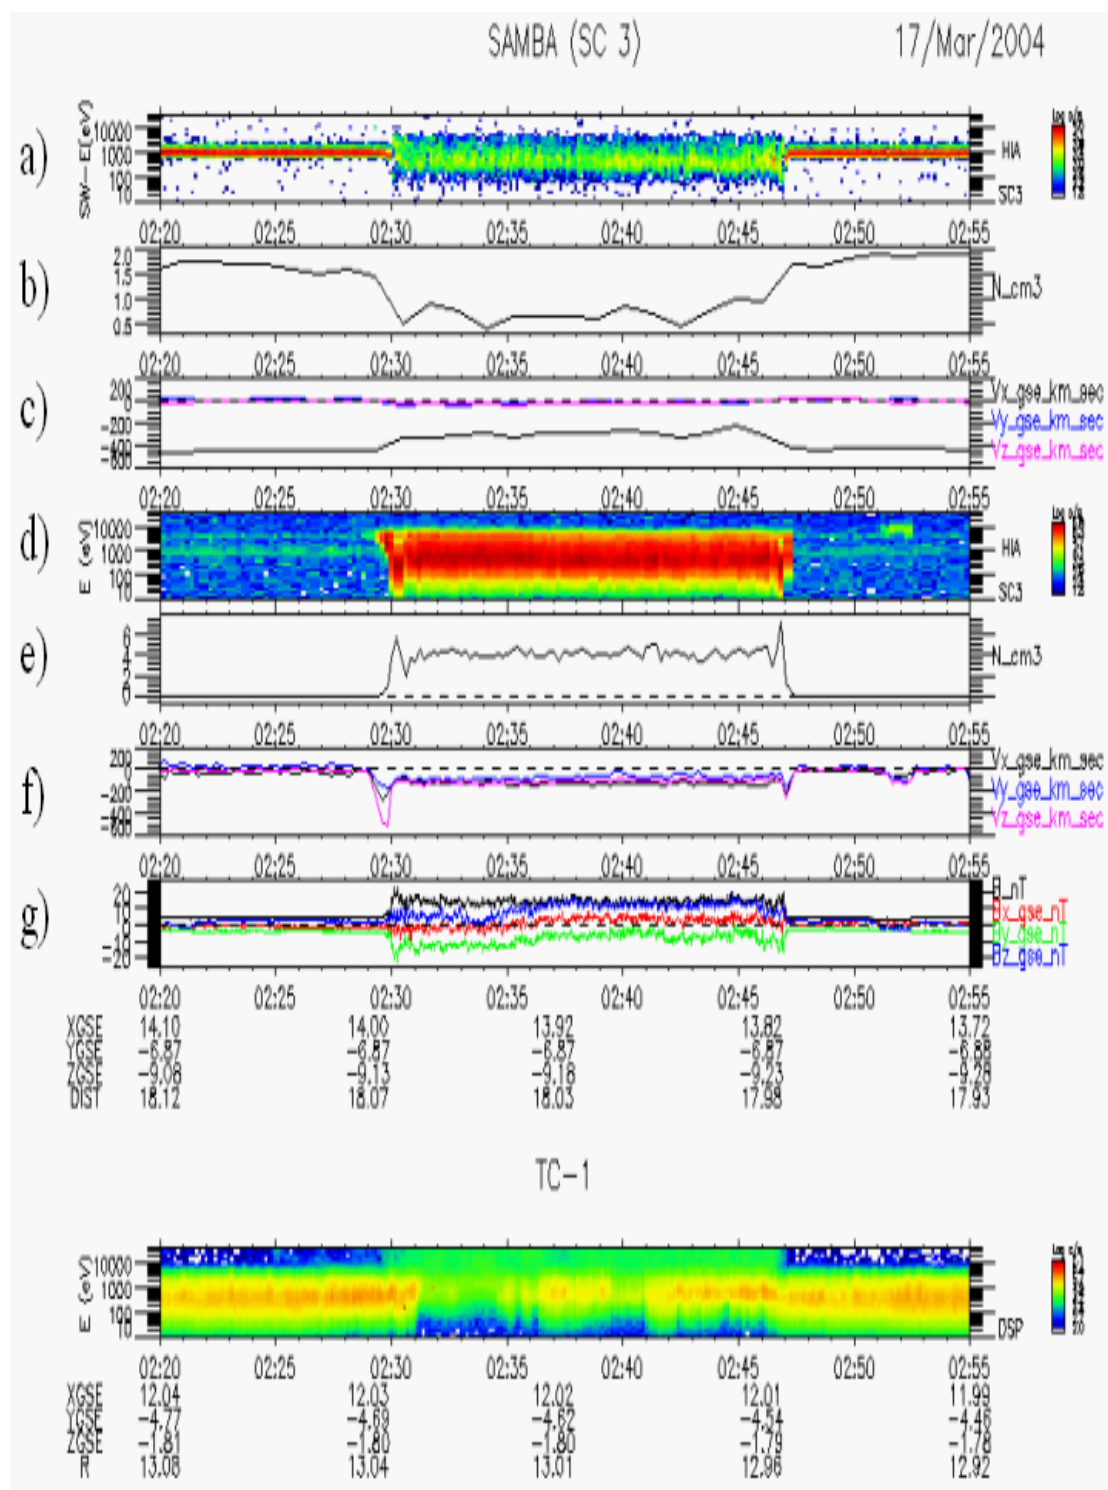 SAMBA (SC 3) 17/Mar/2004
a)
SW-E(eV)
10000
1000
100
10
HIA
SC3
02:20 02:25 02:30 02:35 02:40 02:45 02:50 02:55
b)
2.0
1.5
1.0
0.5
N_cm3
02:20 02:25 02:30 02:35 02:40 02:45 02:50 02:55
c)
200
0
-200
-400
Vx_gse_km_sec
Vy_gse_km_sec
Vz_gse_km_sec
02:20 02:25 02:30 02:35 02:40 02:45 02:50 02:55
d)
E (eV)
10000
1000
100
10
HIA
SC3
e)
6
4
2
0
N_cm3
02:20 02:25 02:30 02:35 02:40 02:45 02:50 02:55
f)
200
0
-200
-400
Vx_gse_km_sec
Vy_gse_km_sec
Vz_gse_km_sec
02:20 02:25 02:30 02:35 02:40 02:45 02:50 02:55
g)
20
-20
B_nT
Bx_gse_nT
By_gse_nT
Bz_gse_nT
02:20 02:25 02:30 02:35 02:40 02:45 02:50 02:55
XGSE 14.10 14.00 13.92 13.82 13.72
YGSE -6.87 -6.87 -6.87 -6.87 -6.88
ZGSE -9.08 -9.13 -9.18 -9.23 -9.28
DIST 18.12 18.07 18.03 17.98 17.93
TC-1
E (eV)
10000
1000
100
10
DSP
02:20 02:25 02:30 02:35 02:40 02:45 02:50 02:55
XGSE 12.04 12.03 12.02 12.01 11.99
YGSE -4.77 -4.69 -4.62 -4.54 -4.46
ZGSE -1.81 -1.80 -1.80 -1.79 -1.78
R 13.08 13.04 13.01 12.96 12.92